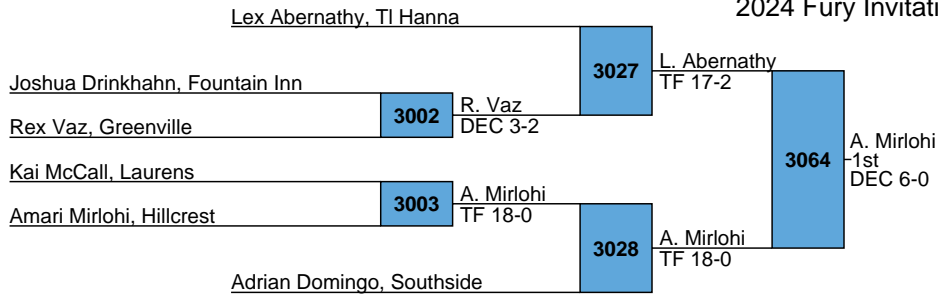 2024 Fury Invitati
Lex Abernathy, TI Hanna
3027
L. Abernathy
TF 17-2
Joshua Drinkhahn, Fountain Inn
3002
R. Vaz
DEC 3-2
Rex Vaz, Greenville
3064
A. Mirlohi
1st
DEC 6-0
Kai McCall, Laurens
3003
A. Mirlohi
TF 18-0
Amari Mirlohi, Hillcrest
3028
A. Mirlohi
TF 18-0
Adrian Domingo, Southside